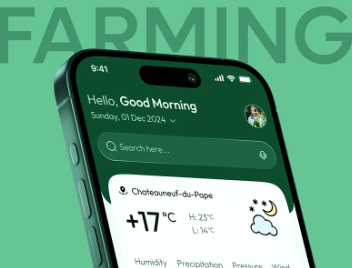 FARMING
9:41
Hello, Good Morning
Sunday, 01 Dec 2024
Search here...
Chateauneuf-du-Pape
+17°C
H: 23°C
L: 14°C
Humidity Precipitation Pressure Wind